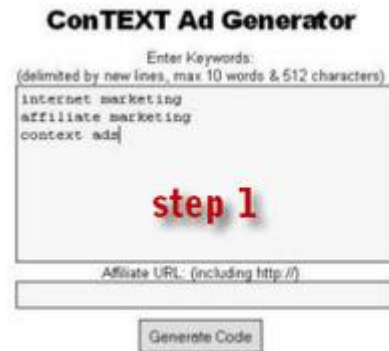 ConTEXT Ad Generator
Enter Keywords:
(delimited by new lines, max 10 words & 512 characters)
internet marketing
affiliate marketing
context ads
step 1
Affiliate URL: (including http://)
Generate Code